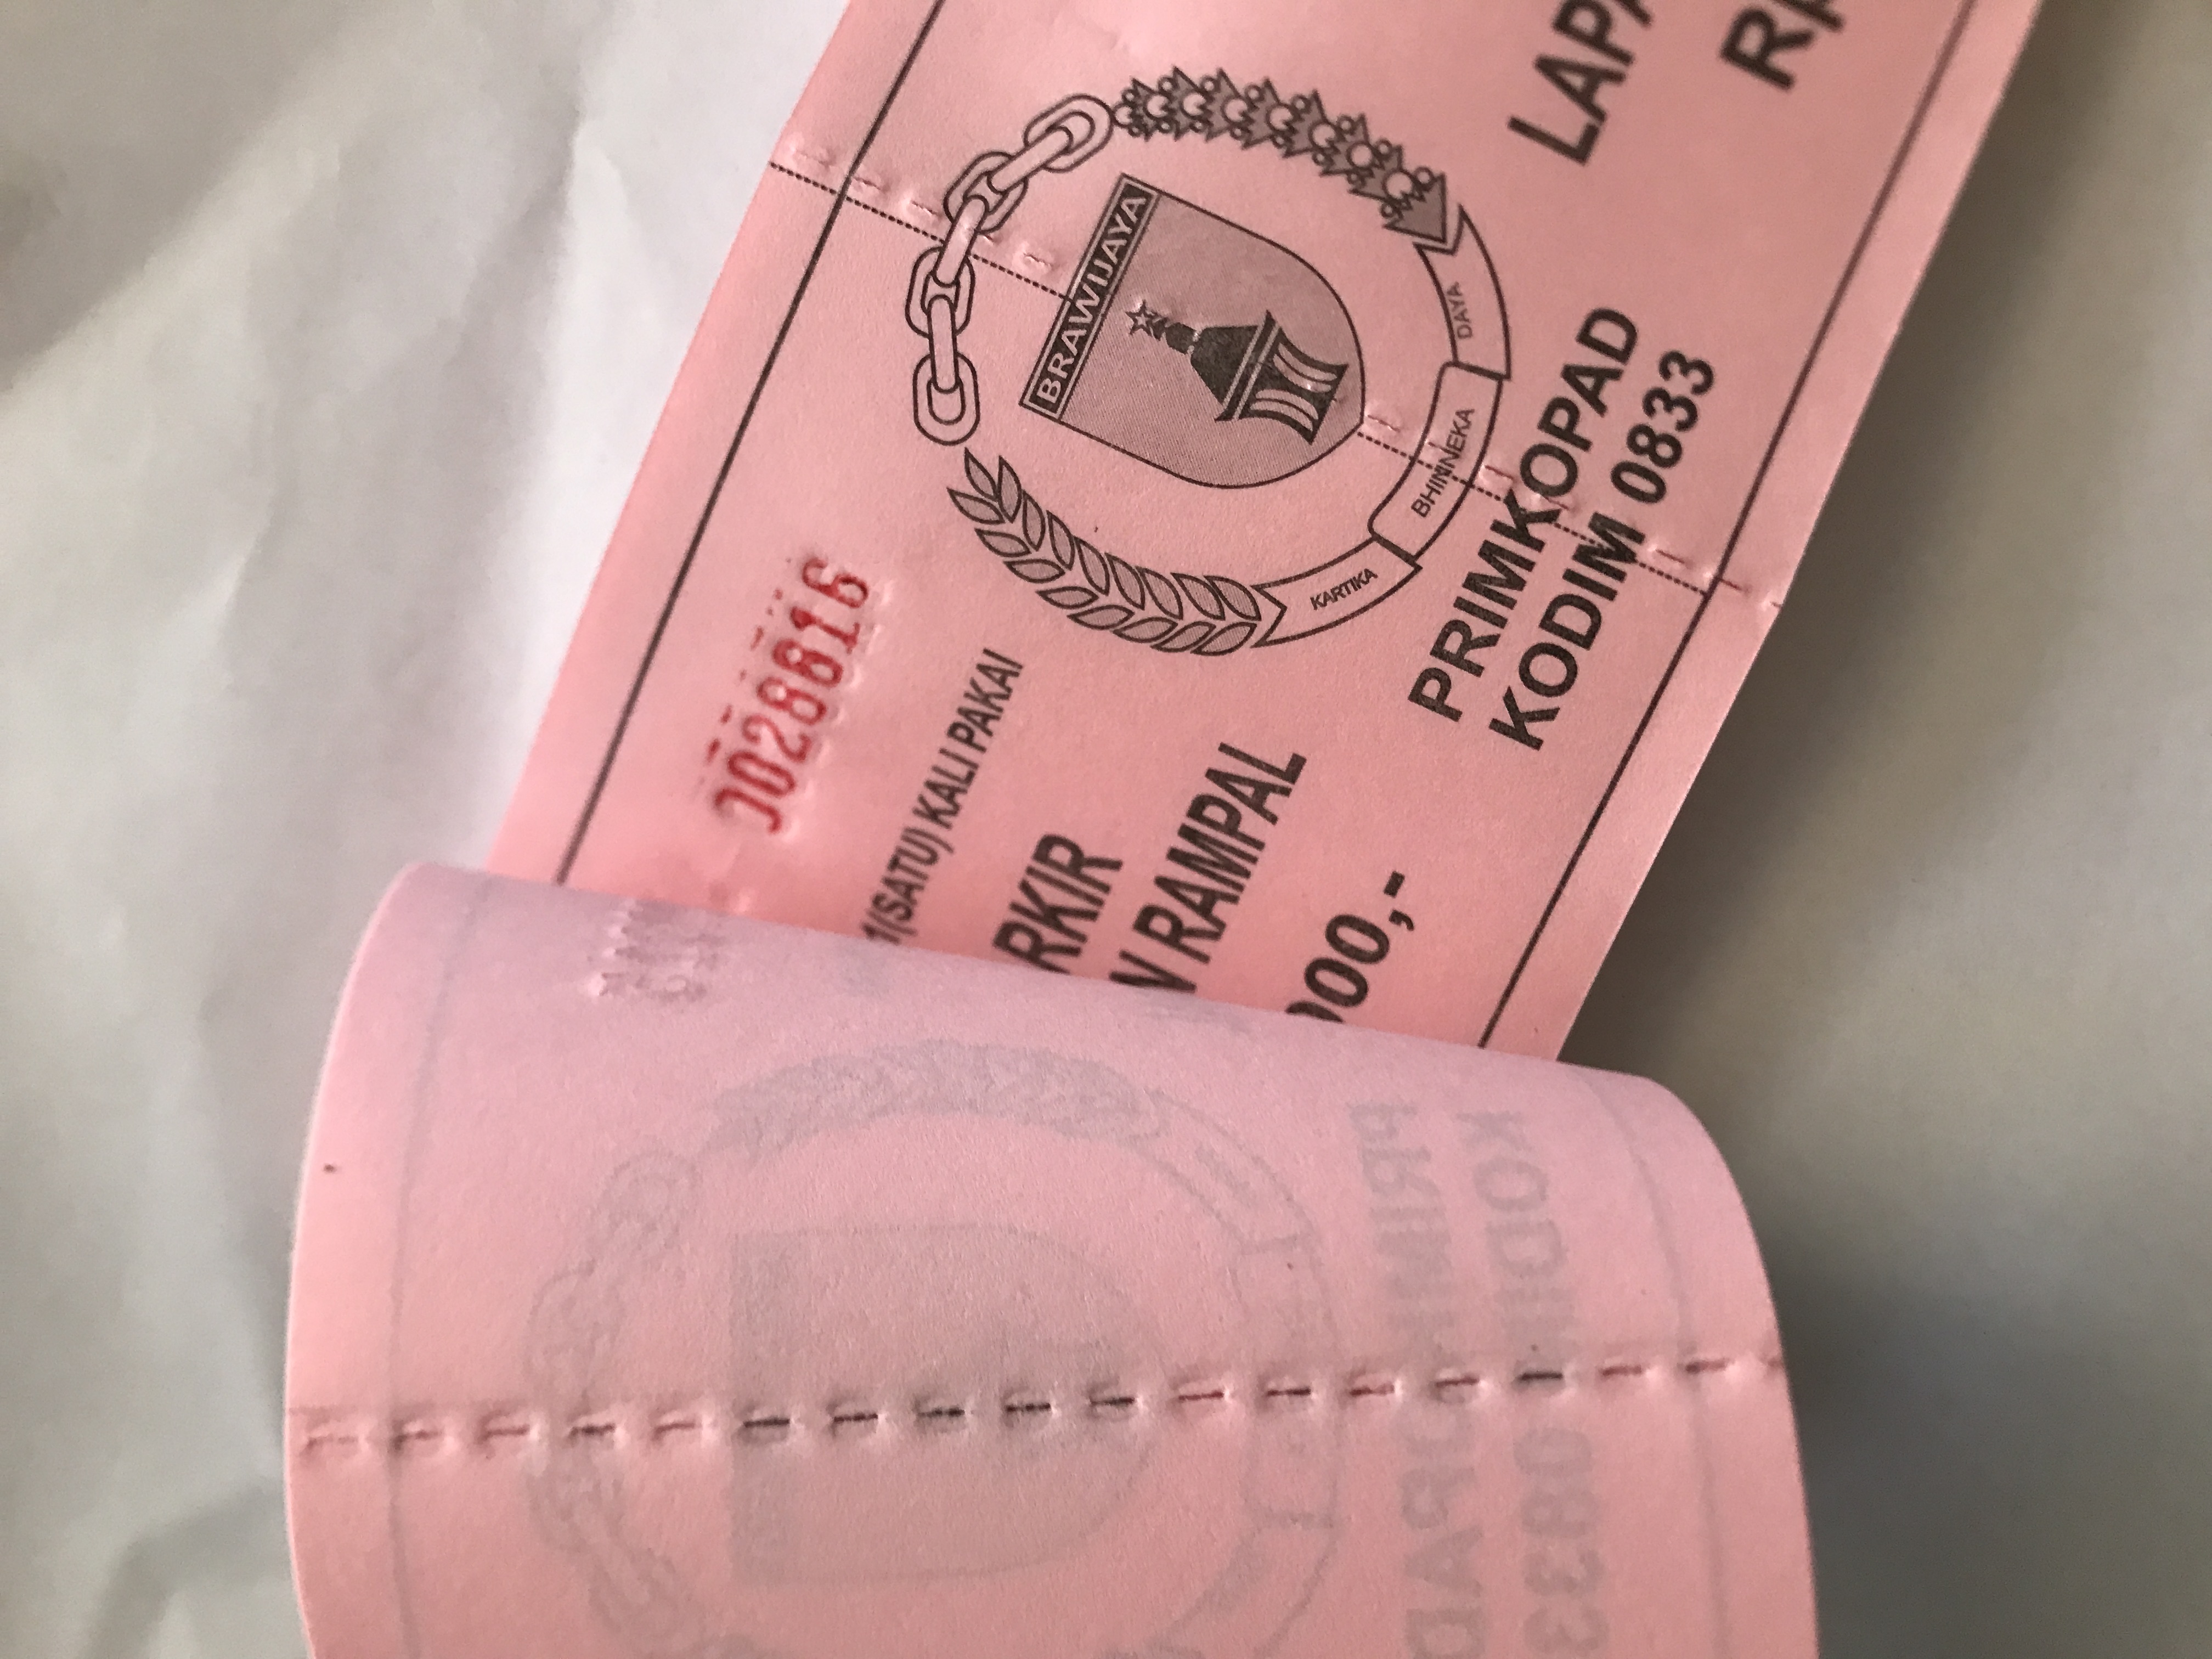 0028816
1(SATU) KALI PAKAI
RKIR
N RAMPAL
000,-
BRAWIJAYA
KARTIKA
BHINNEKA
DAYA
PRIMKOPAD
KODIM 0833
LAPA
Rp
PRIMKOPAD
KODIM 0833